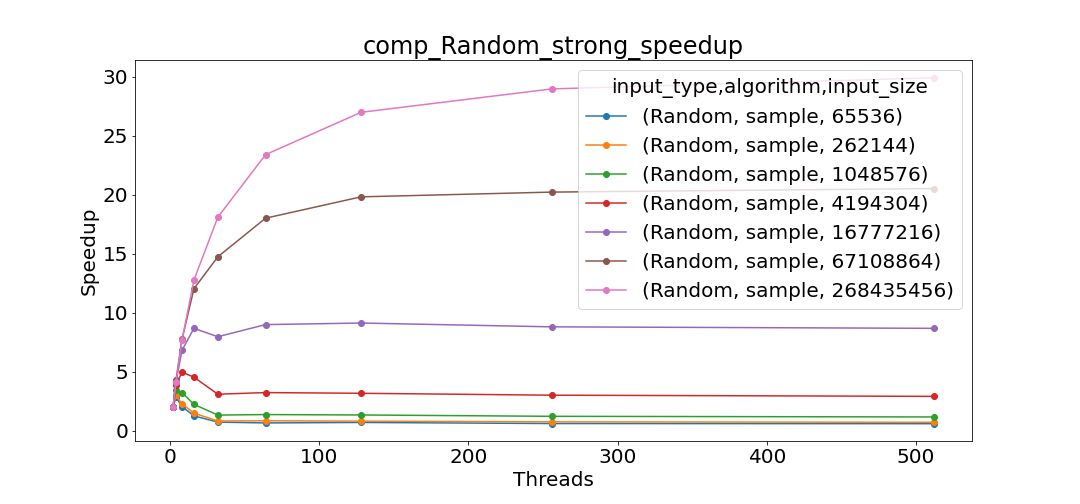 comp_Random_strong_speedup
30
25
20
15
10
5
0
Speedup
input_type,algorithm,input_size
(Random, sample, 65536)
(Random, sample, 262144)
(Random, sample, 1048576)
(Random, sample, 4194304)
(Random, sample, 16777216)
(Random, sample, 67108864)
(Random, sample, 268435456)
0 100 200 300 400 500
Threads